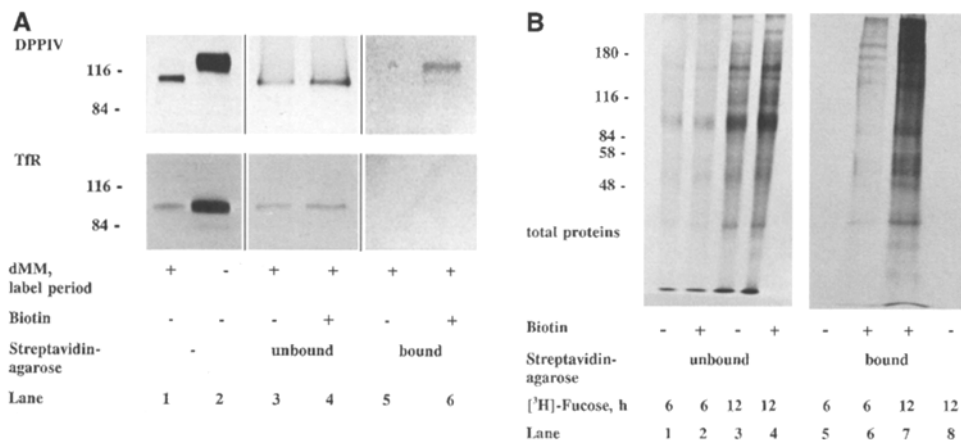 A
DPPIV
116 -
84 -
TfR
116 -
84 -
dMM, label period + - + + + +
Biotin - - - + - +
Streptavidin-agarose - unbound bound
Lane 1 2 3 4 5 6
B
180 -
116 -
84 -
58 -
48 -
total proteins
Biotin - + - + - + + -
Streptavidin-agarose unbound bound
[³H]-Fucose, h 6 6 12 12 6 6 12 12
Lane 1 2 3 4 5 6 7 8